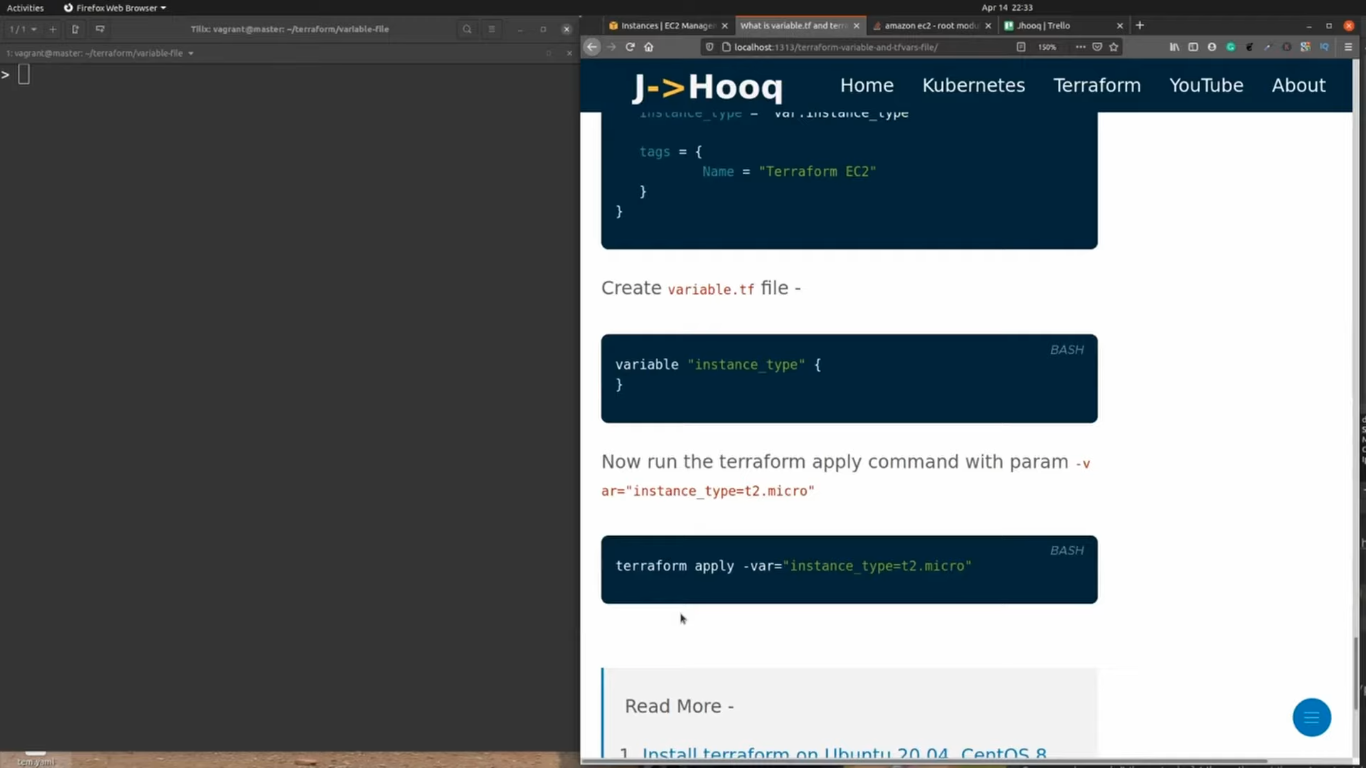 Activities Firefox Web Browser Apr 14 22:33
1 / 1 Tilix: vagrant@master: ~/terraform/variable-file
1: vagrant@master: ~/terraform/variable-file
>
Instances | EC2 Manage
What is variable.tf and terr
amazon ec2 - root modu
Jhooq | Trello
localhost:1313/terraform-variable-and-tfvars-file/ 150%
J->Hooq Home Kubernetes Terraform YouTube About
instance_type = var.instance_type
tags = {
Name = "Terraform EC2"
}
}
Create variable.tf file -
BASH
variable "instance_type" {
}
Now run the terraform apply command with param -v
ar="instance_type=t2.micro"
BASH
terraform apply -var="instance_type=t2.micro"
Read More -
1. Install terraform on Ubuntu 20.04, CentOS 8,